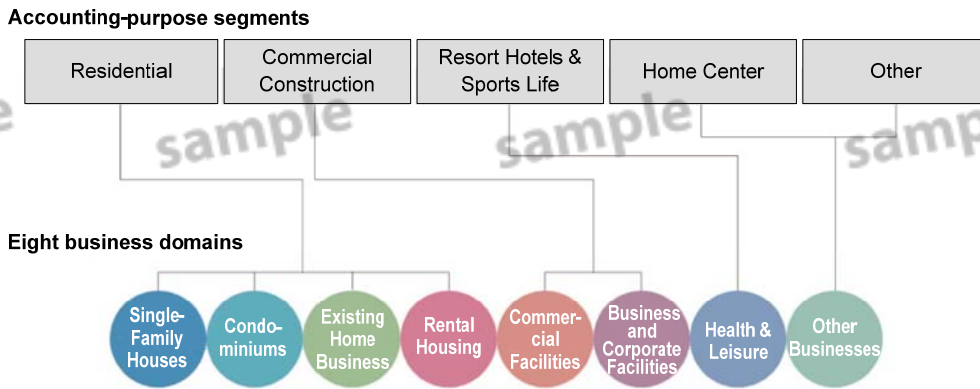 Accounting-purpose segments
Residential
Commercial
Construction
Resort Hotels &
Sports Life
Home Center
Other
sample
sample
sample
Eight business domains
Single-
Family
Houses
Condo-
miniums
Existing
Home
Business
Rental
Housing
Commer-
cial
Facilities
Business
and
Corporate
Facilities
Health &
Leisure
Other
Businesses